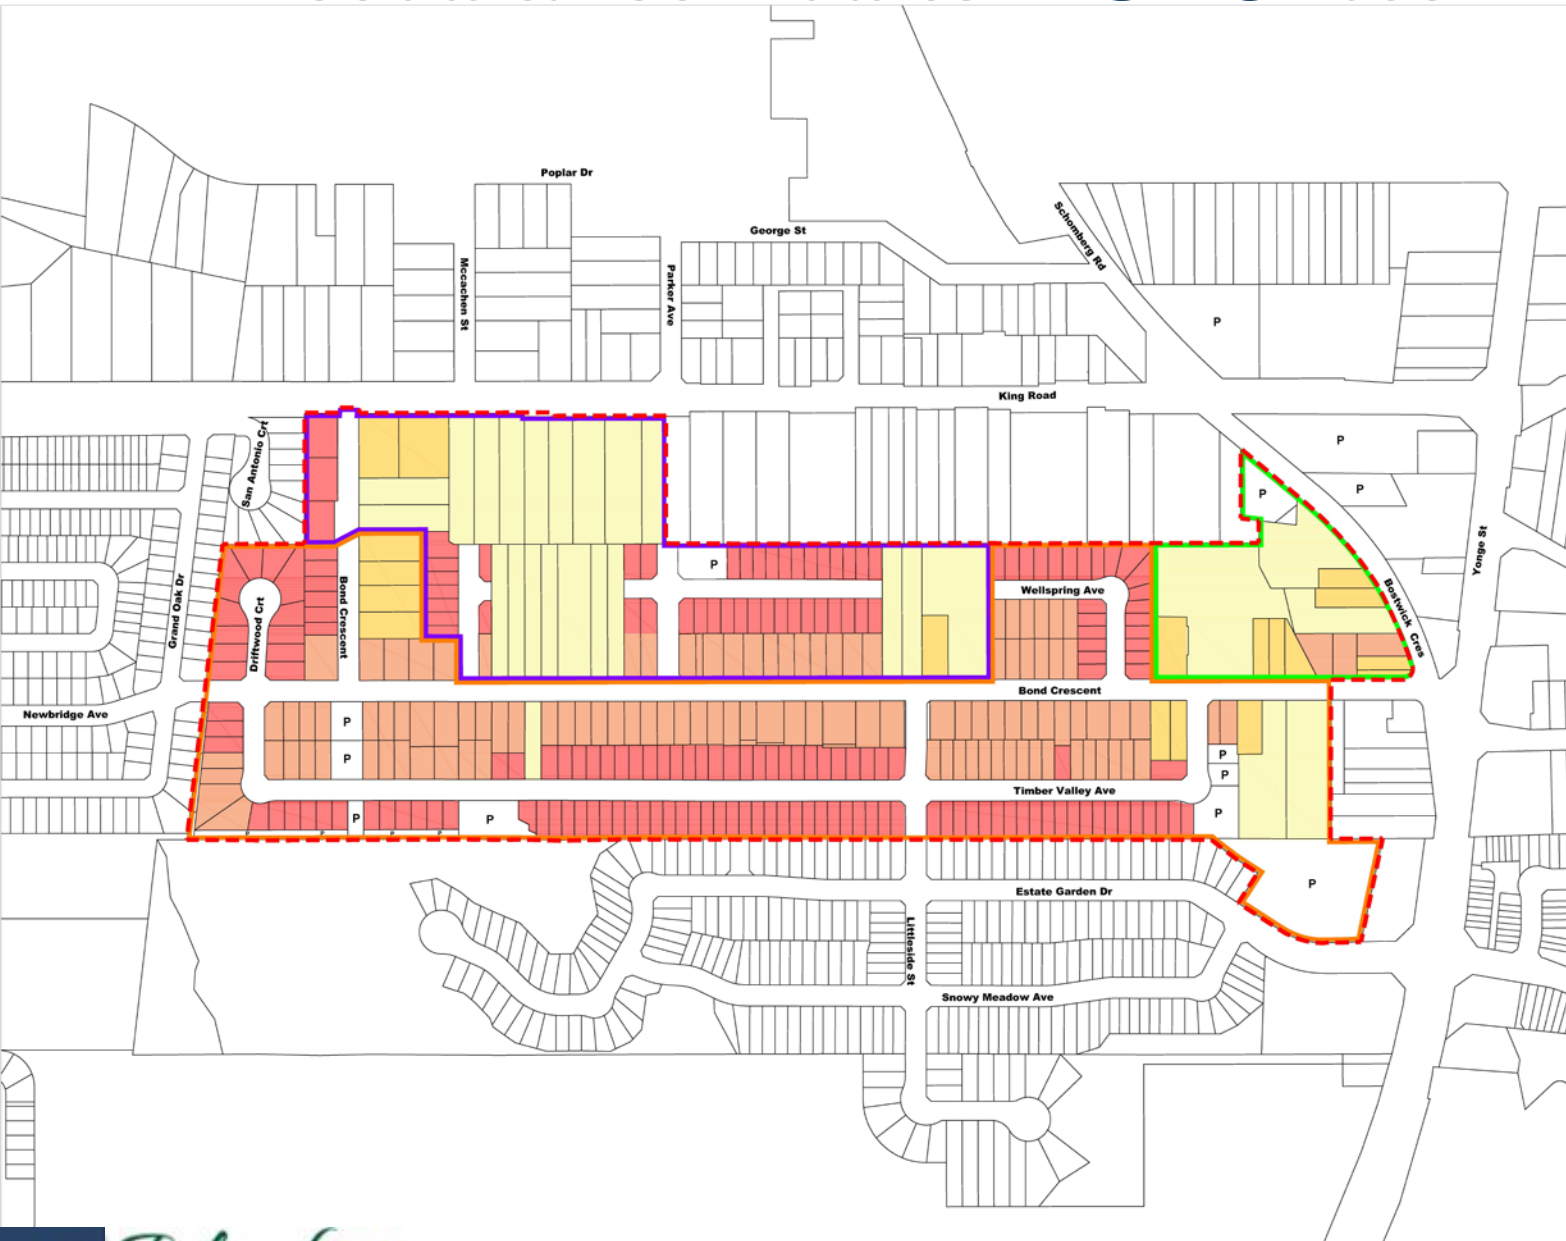 Poplar Dr
George St
Schomberg Rd
Mccachen St
Parker Ave
P
King Road
San Antonio Crt
P
P
P
Yonge St
P
Grand Oak Dr
Driftwood Crt
Bond Crescent
Wellspring Ave
Bostwick Cres
Bond Crescent
Newbridge Ave
P
P
P
P
Timber Valley Ave
P
P
P
P
P
P
P
P
Estate Garden Dr
Littleside St
Snowy Meadow Ave